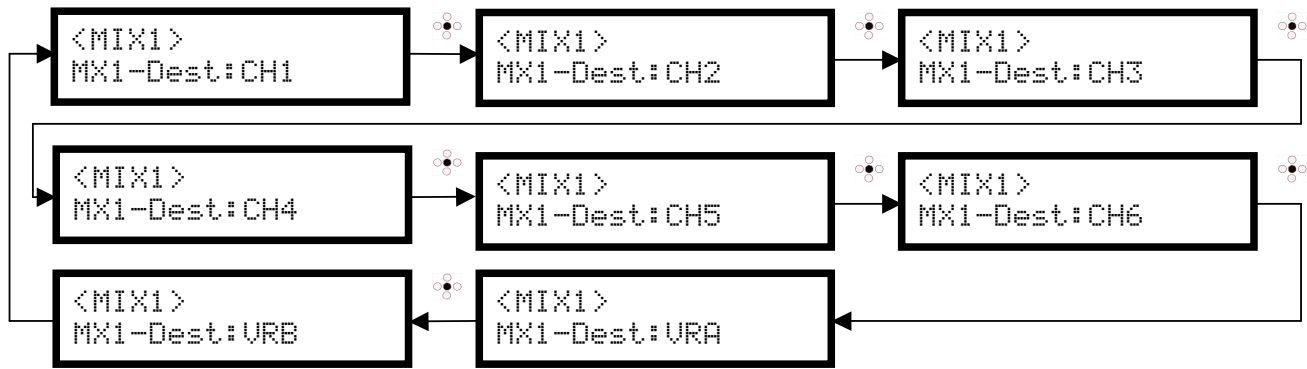 <MIX1>
MX1-Dest:CH1
<MIX1>
MX1-Dest:CH2
<MIX1>
MX1-Dest:CH3
<MIX1>
MX1-Dest:CH4
<MIX1>
MX1-Dest:CH5
<MIX1>
MX1-Dest:CH6
<MIX1>
MX1-Dest:VRB
<MIX1>
MX1-Dest:VRA